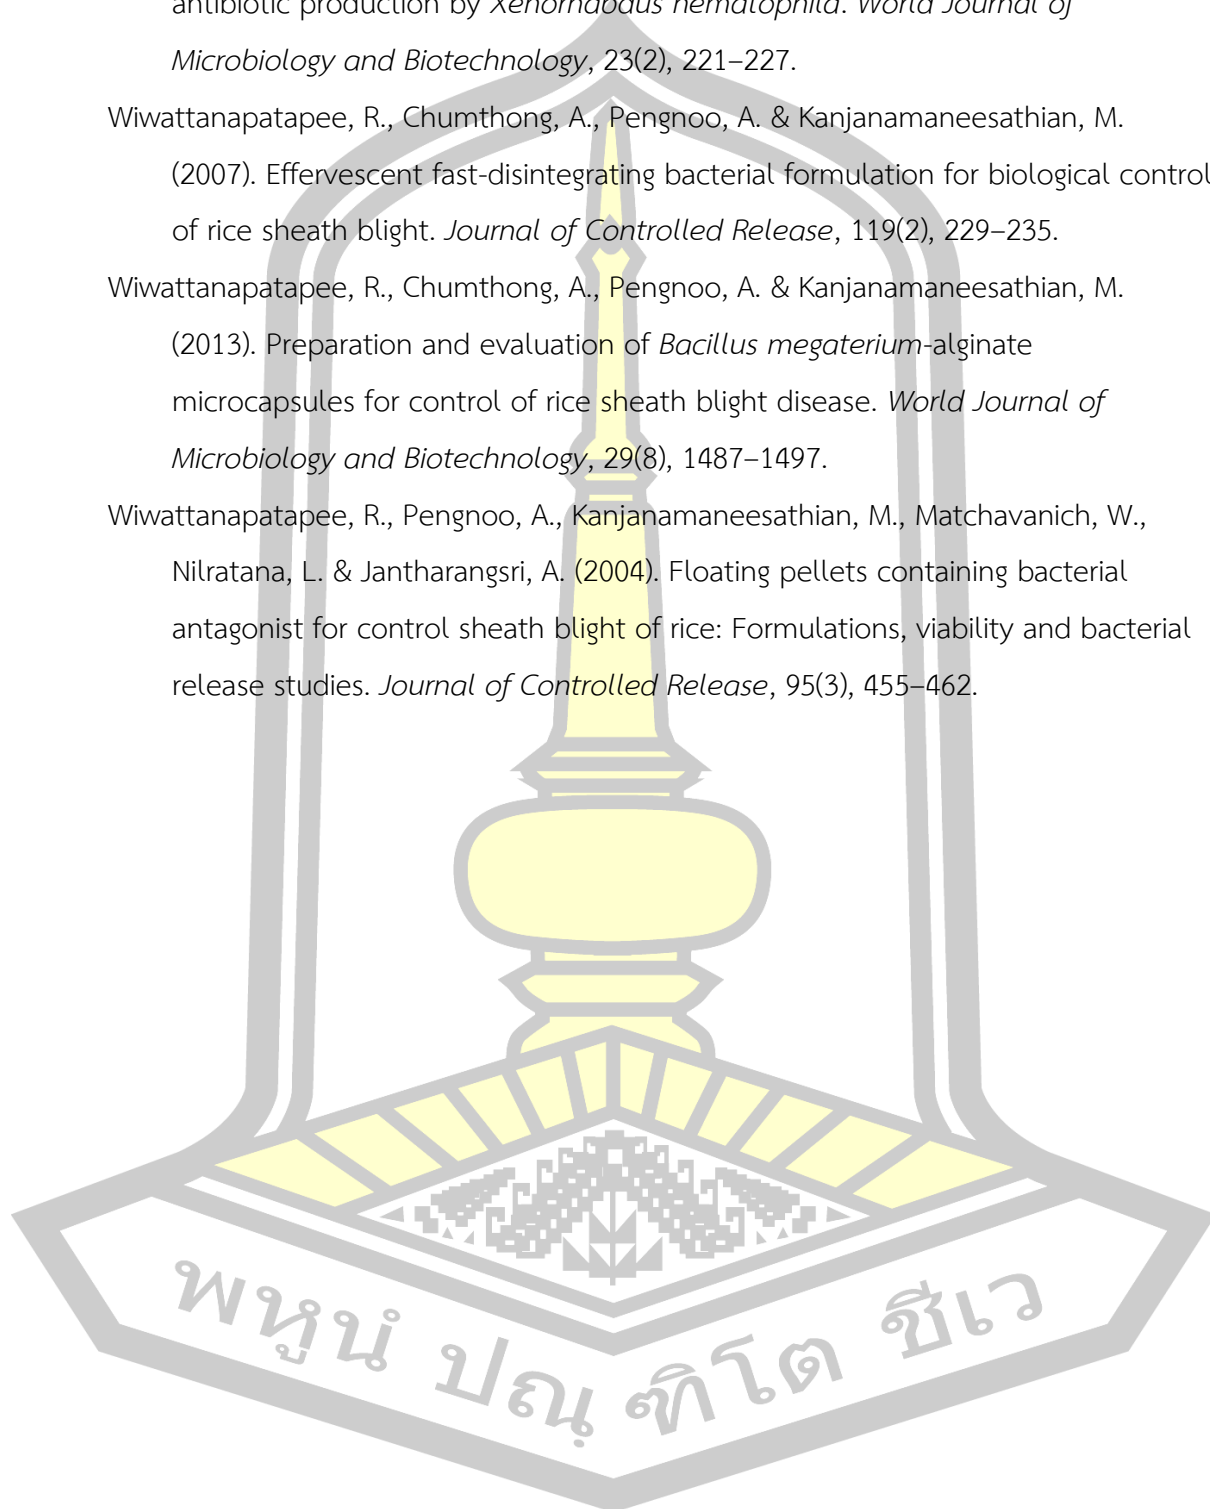 antibiotic production by Xenorhabdus nematophila. World Journal of
Microbiology and Biotechnology, 23(2), 221–227.
Wiwattanapatapee, R., Chumthong, A., Pengnoo, A. & Kanjanamaneesathian, M.
(2007). Effervescent fast-disintegrating bacterial formulation for biological control
of rice sheath blight. Journal of Controlled Release, 119(2), 229–235.
Wiwattanapatapee, R., Chumthong, A., Pengnoo, A. & Kanjanamaneesathian, M.
(2013). Preparation and evaluation of Bacillus megaterium-alginate
microcapsules for control of rice sheath blight disease. World Journal of
Microbiology and Biotechnology, 29(8), 1487–1497.
Wiwattanapatapee, R., Pengnoo, A., Kanjanamaneesathian, M., Matchavanich, W.,
Nilratana, L. & Jantharangsri, A. (2004). Floating pellets containing bacterial
antagonist for control sheath blight of rice: Formulations, viability and bacterial
release studies. Journal of Controlled Release, 95(3), 455–462.
พหูนํ ปณฺฑิโต ชีเว